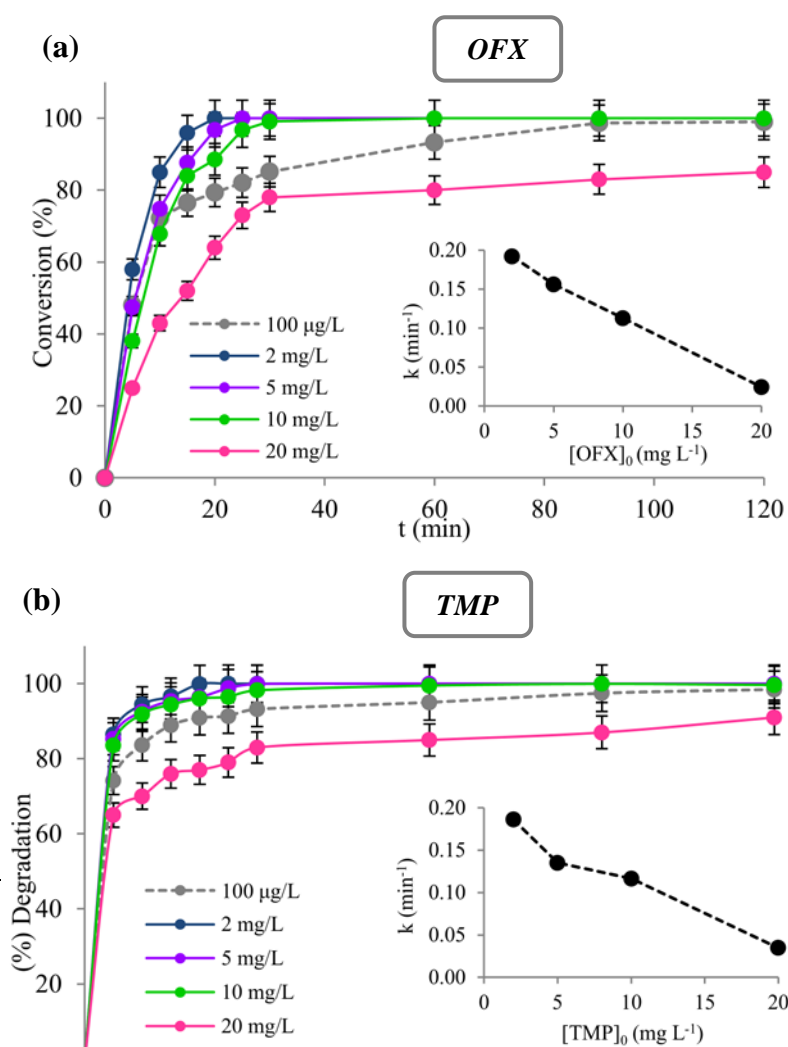 (a)
OFX
100
80
60
40
20
0
Conversion (%)
0 20 40 60 80 100 120
t (min)
100 µg/L
2 mg/L
5 mg/L
10 mg/L
20 mg/L
0.20
0.15
0.10
0.05
0.00
k (min-1)
0 5 10 15 20
[OFX]0 (mg L-1)
(b)
TMP
100
80
60
40
20
(%) Degradation
100 µg/L
2 mg/L
5 mg/L
10 mg/L
20 mg/L
0.20
0.15
0.10
0.05
0.00
k (min-1)
0 5 10 15 20
[TMP]0 (mg L-1)